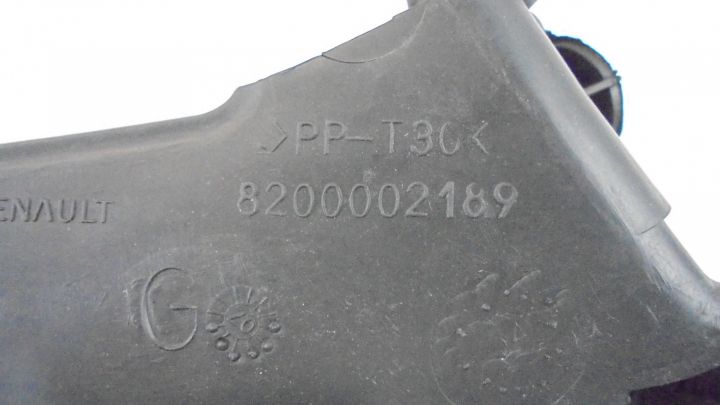 >PP-T30<
8200002189
ENAULT
G